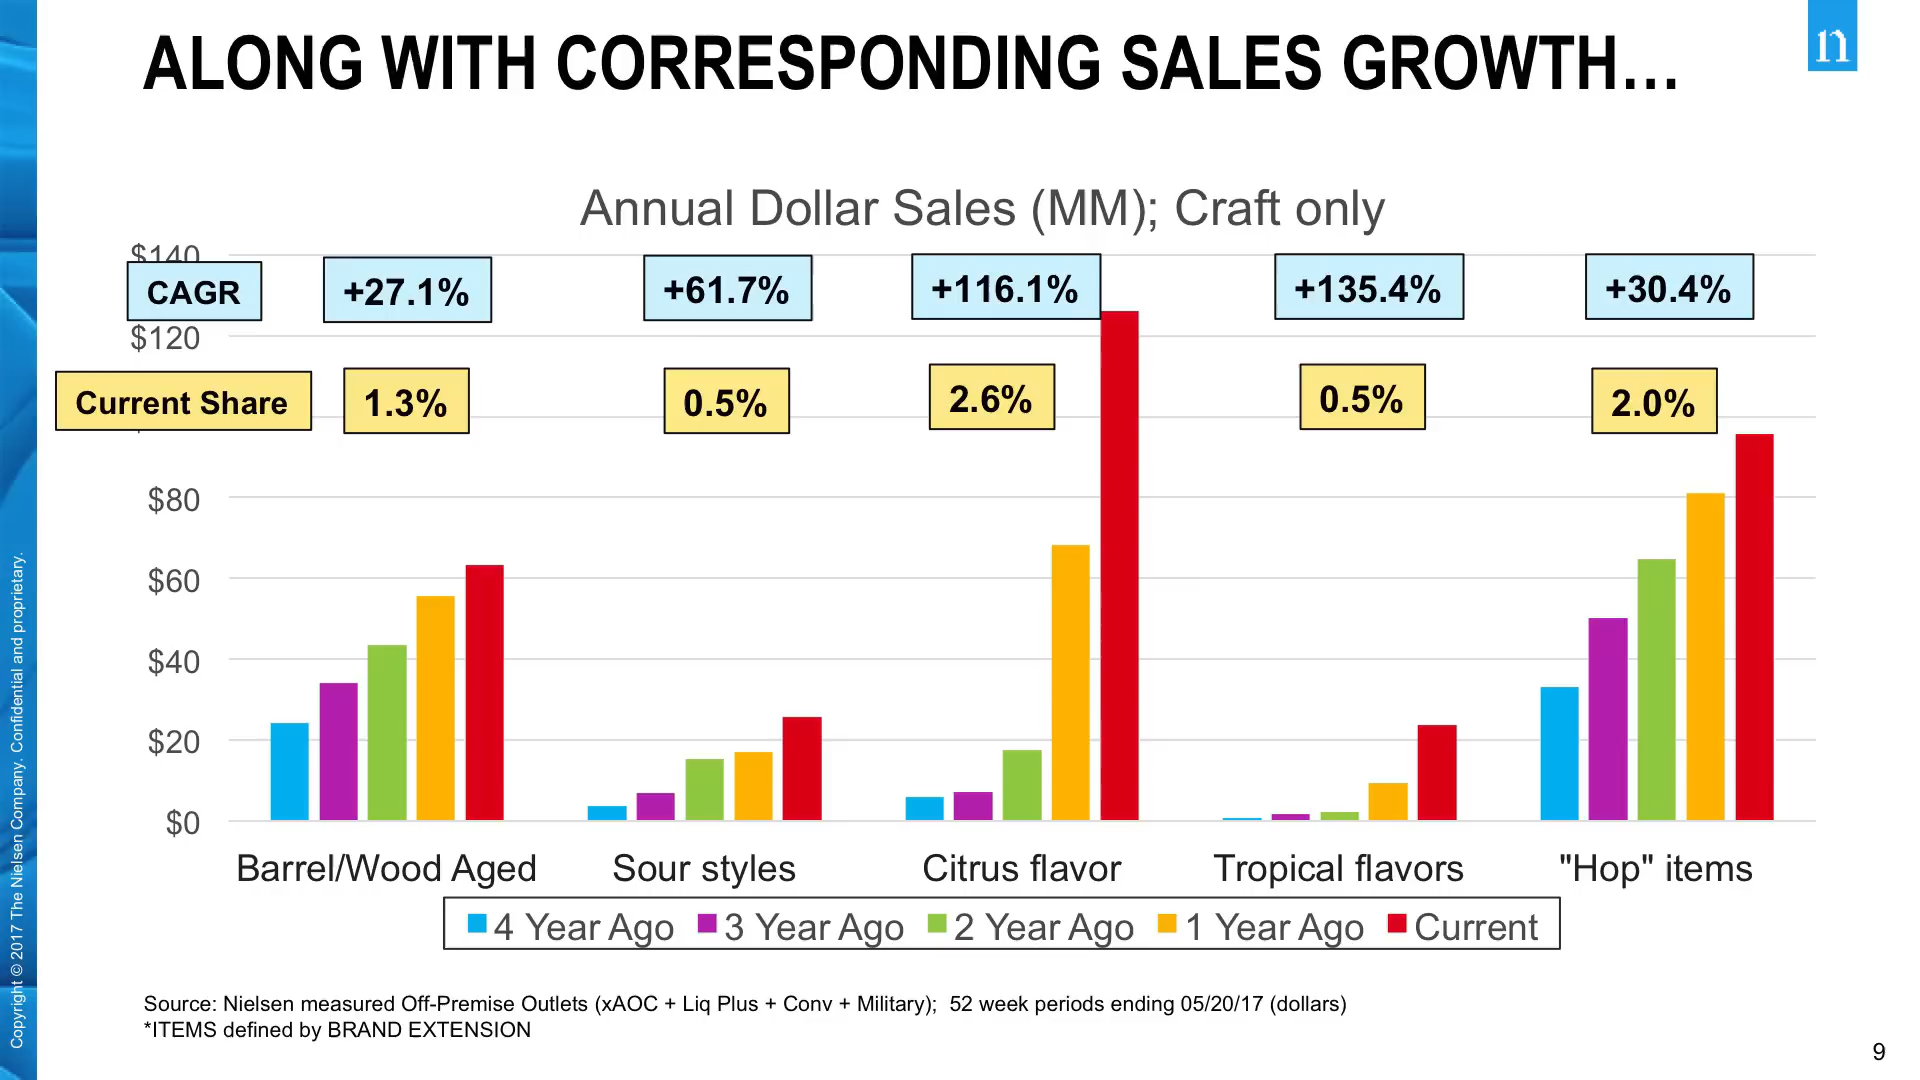 ALONG WITH CORRESPONDING SALES GROWTH…
n
Annual Dollar Sales (MM); Craft only
$140
CAGR +27.1% +61.7% +116.1% +135.4% +30.4%
$120
Current Share 1.3% 0.5% 2.6% 0.5% 2.0%
$80
$60
$40
$20
$0
Barrel/Wood Aged Sour styles Citrus flavor Tropical flavors "Hop" items
4 Year Ago 3 Year Ago 2 Year Ago 1 Year Ago Current
Source: Nielsen measured Off-Premise Outlets (xAOC + Liq Plus + Conv + Military); 52 week periods ending 05/20/17 (dollars)
*ITEMS defined by BRAND EXTENSION
9
Copyright © 2017 The Nielsen Company. Confidential and proprietary.